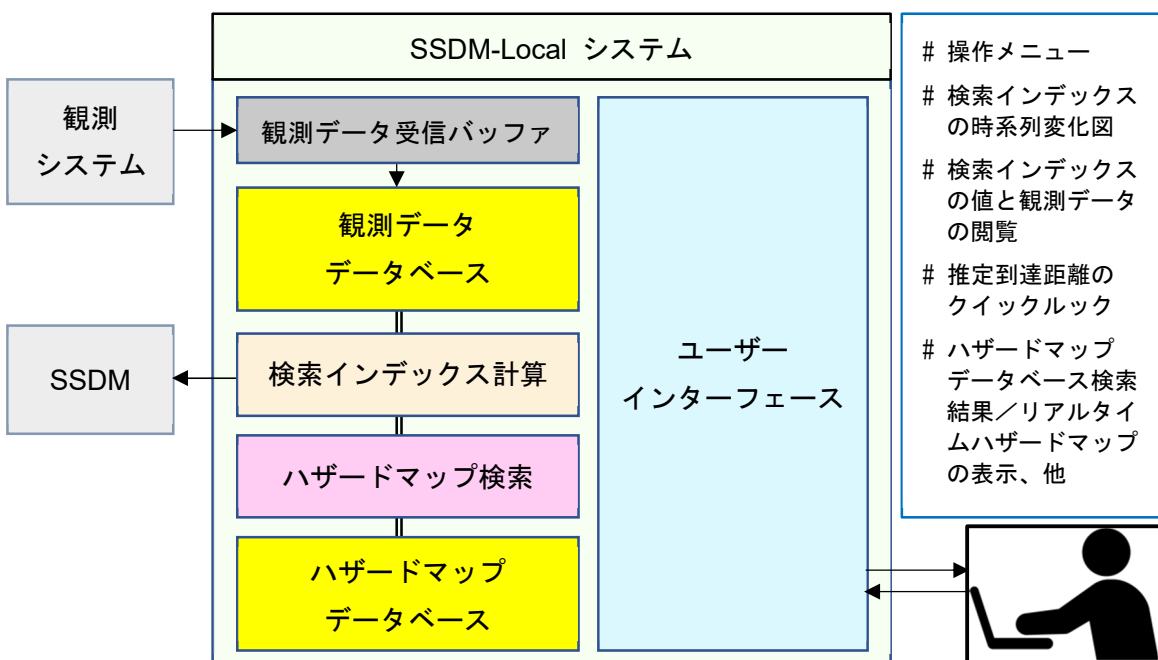 SSDM-Local システム
観測
システム
観測データ受信バッファ
観測データ
データベース
検索インデックス計算
SSDM
ハザードマップ検索
ハザードマップ
データベース
ユーザー
インターフェース
# 操作メニュー
# 検索インデックス
の時系列変化図
# 検索インデックス
の値と観測データ
の閲覧
# 推定到達距離の
クイックルック
# ハザードマップ
データベース検索
結果／リアルタイ
ムハザードマップ
の表示、他